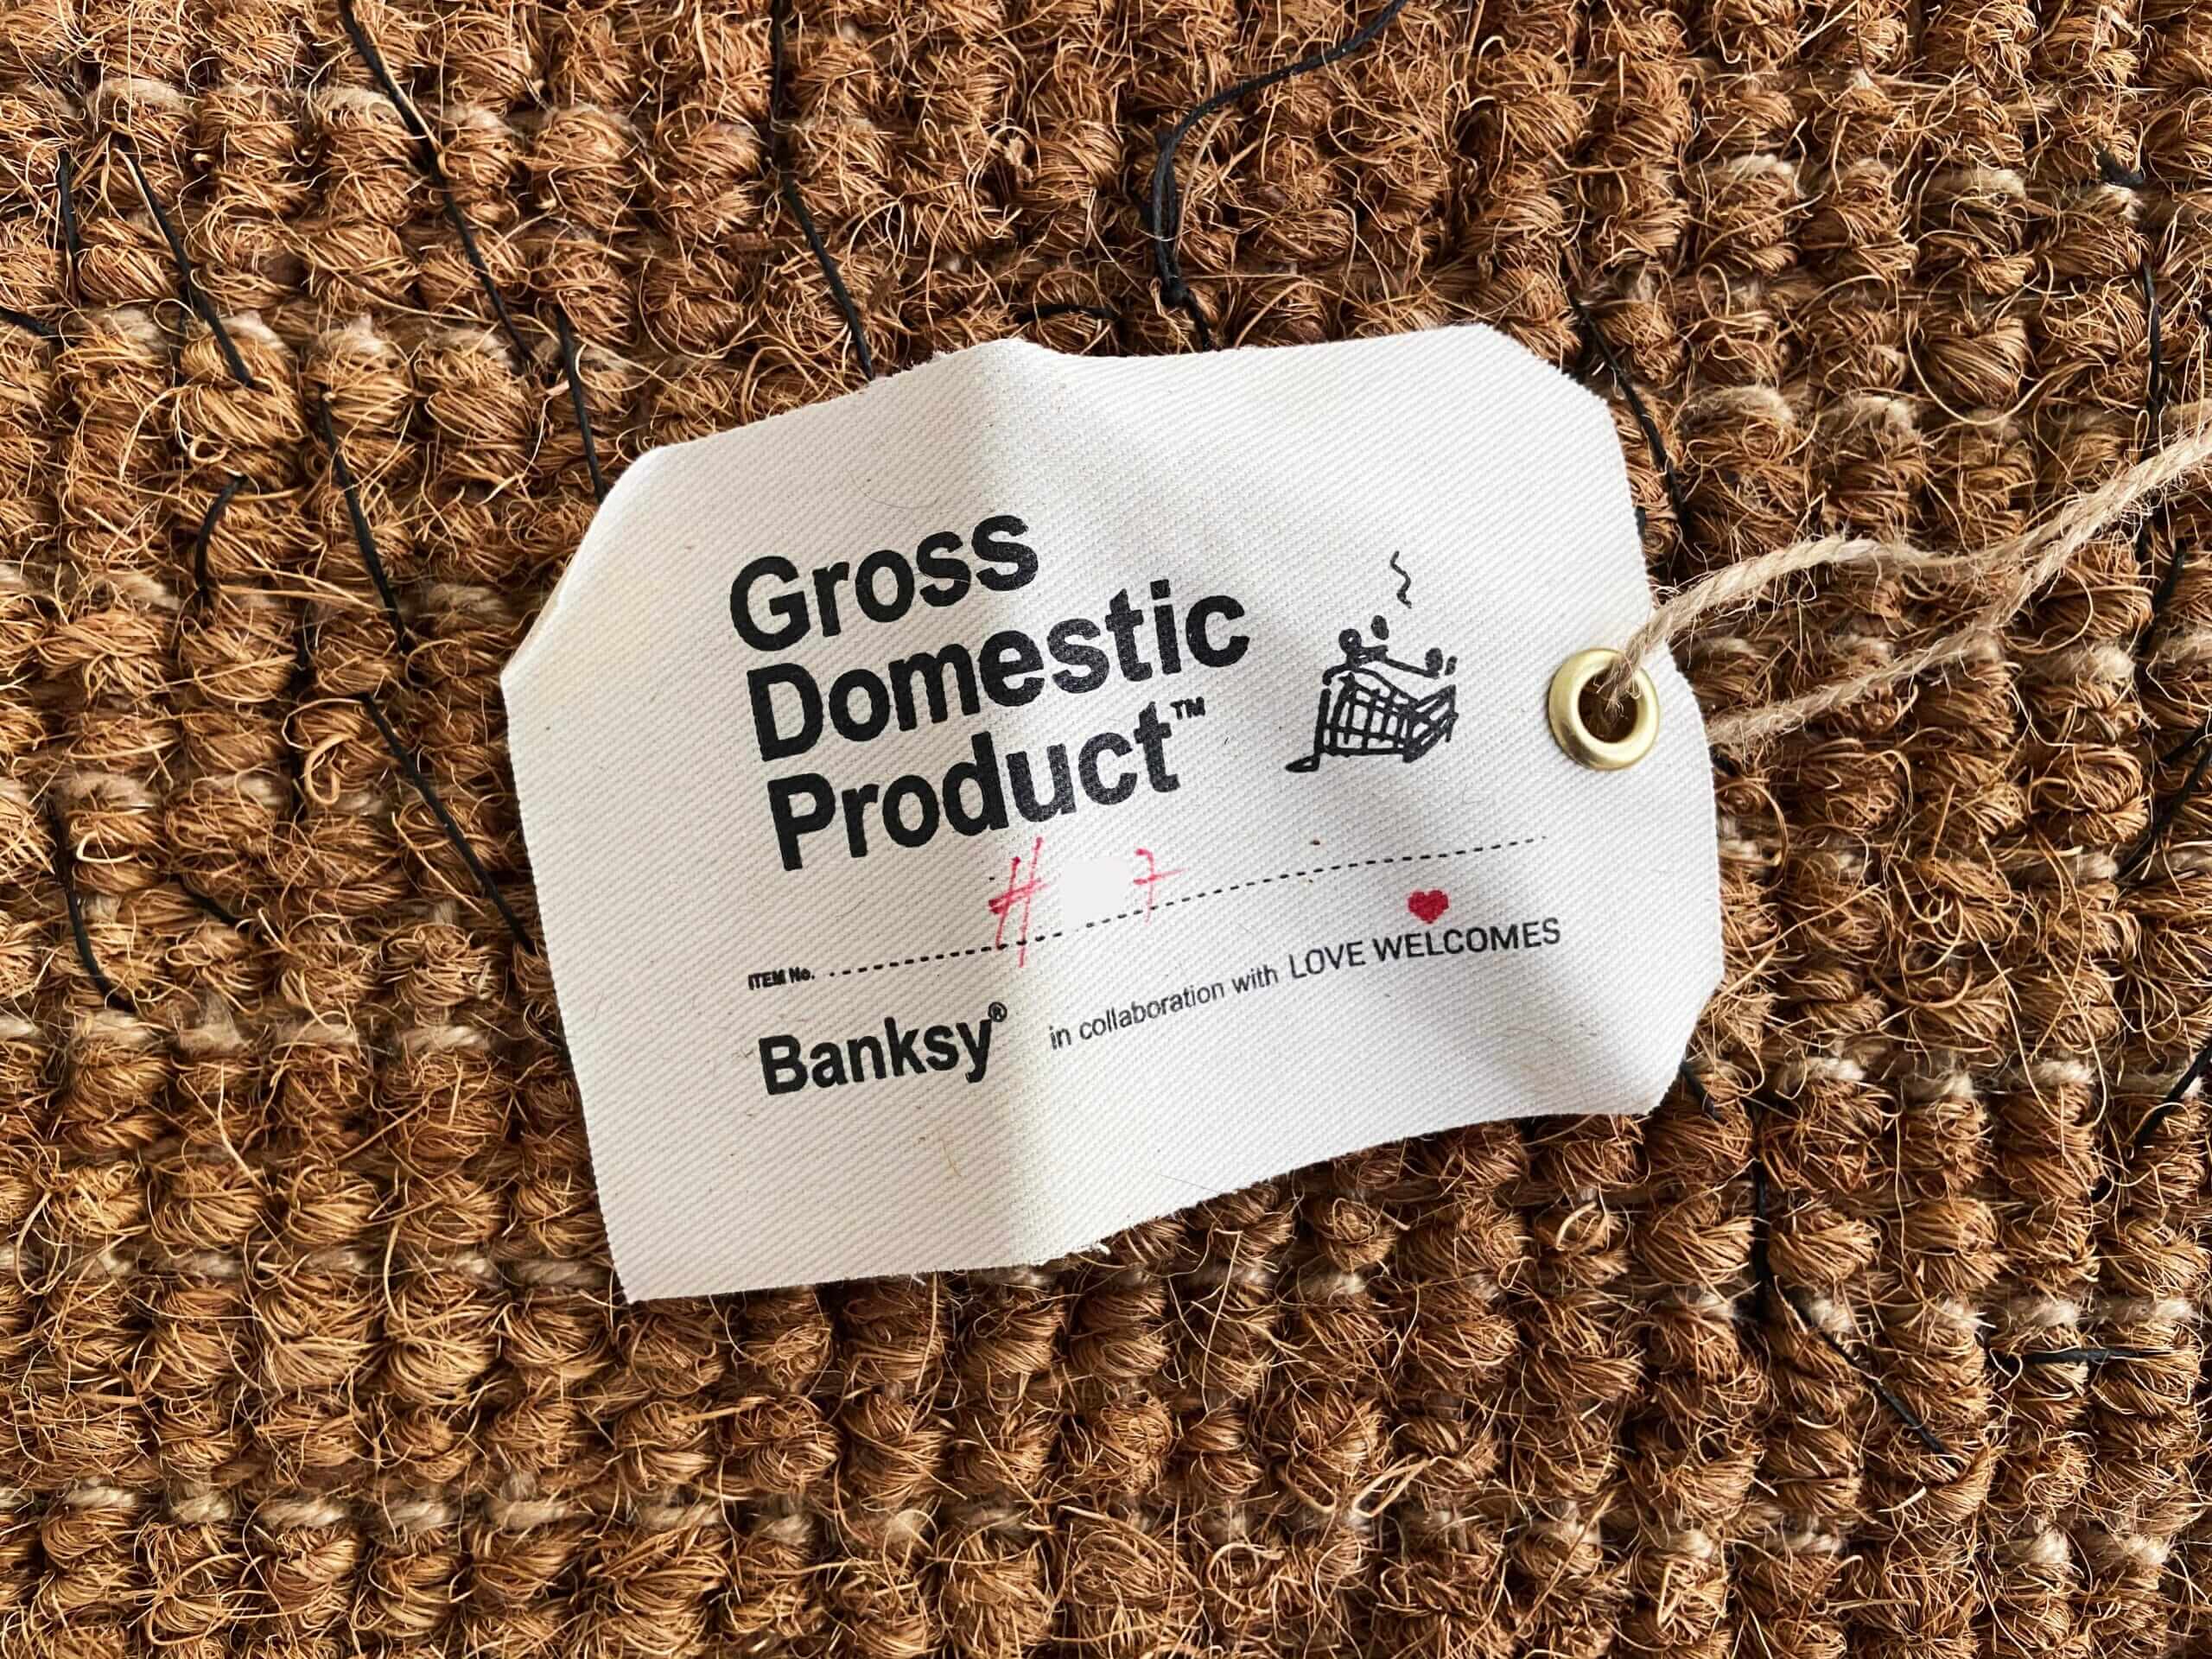 Gross
Domestic
Product™
# 7
ITEM No.
Banksy® in collaboration with LOVE WELCOMES